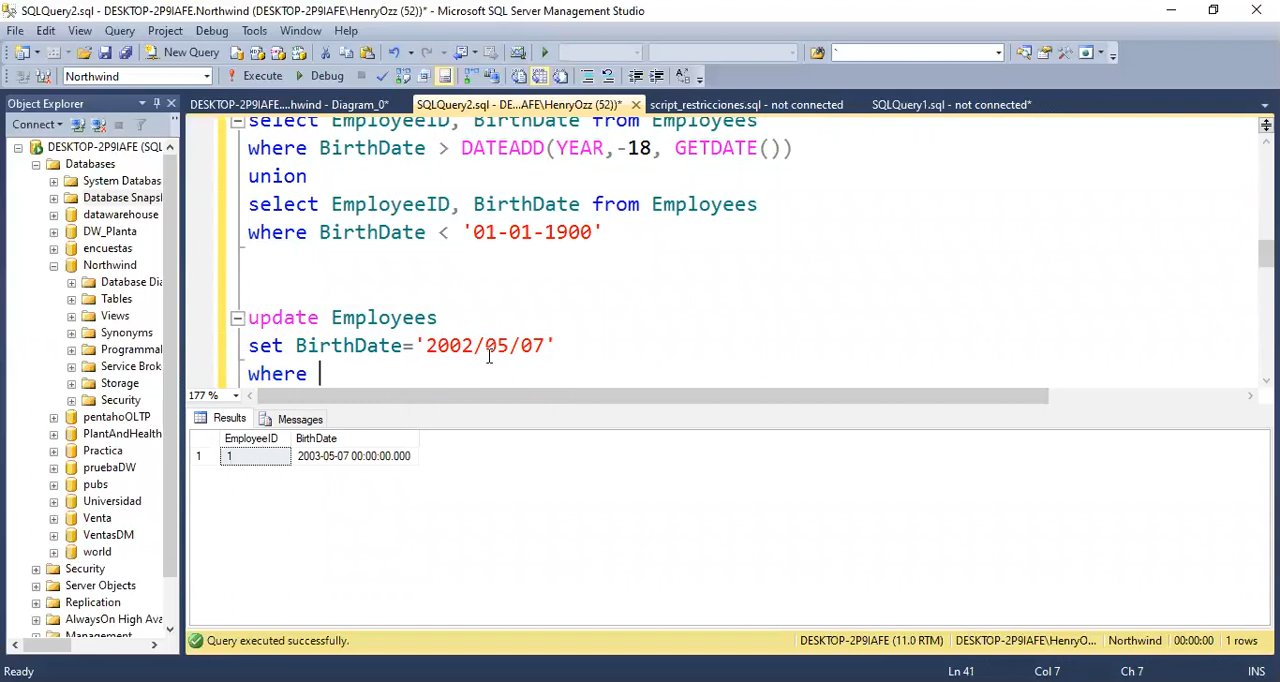 SQLQuery2.sql - DESKTOP-2P9IAFE.Northwind (DESKTOP-2P9IAFE\HenryOzz (52))* - Microsoft SQL Server Management Studio
File Edit View Query Project Debug Tools Window Help
New Query
Northwind Execute Debug
Object Explorer
DESKTOP-2P9IAFE....hwind - Diagram_0* SQLQuery2.sql - DE...AFE\HenryOzz (52))* script_restricciones.sql - not connected SQLQuery1.sql - not connected*
Connect
DESKTOP-2P9IAFE (SQL
Databases
System Databas
Database Snapsl
datawarehouse
DW_Planta
encuestas
Northwind
Database Dia
Tables
Views
Synonyms
Programmal
Service Brok
Storage
Security
pentahoOLTP
PlantAndHealth
Practica
pruebaDW
pubs
Universidad
Venta
VentasDM
world
Security
Server Objects
Replication
AlwaysOn High Ava
Management
select EmployeeID, BirthDate from Employees
where BirthDate > DATEADD(YEAR,-18, GETDATE())
union
select EmployeeID, BirthDate from Employees
where BirthDate < '01-01-1900'
update Employees
set BirthDate='2002/05/07'
where
177 %
Results Messages
EmployeeID BirthDate
1 1 2003-05-07 00:00:00.000
Query executed successfully. DESKTOP-2P9IAFE (11.0 RTM) DESKTOP-2P9IAFE\HenryO... Northwind 00:00:00 1 rows
Ready Ln 41 Col 7 Ch 7 INS